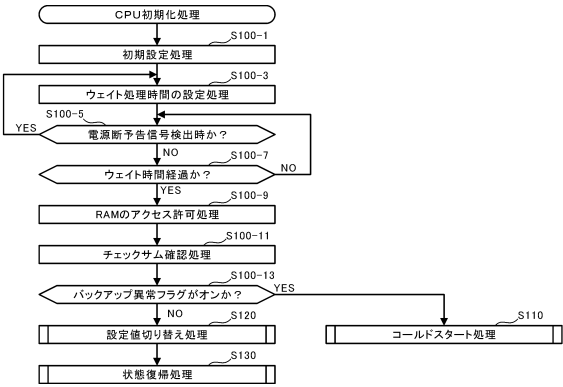 CPU初期化処理
S100-1
初期設定処理
S100-3
ウェイト処理時間の設定処理
S100-5
YES
電源断予告信号検出時か？
NO
S100-7
ウェイト時間経過か？
NO
YES
S100-9
RAMのアクセス許可処理
S100-11
チェックサム確認処理
S100-13
バックアップ異常フラグがオンか？
YES
NO
S120
設定値切り替え処理
S110
コールドスタート処理
S130
状態復帰処理